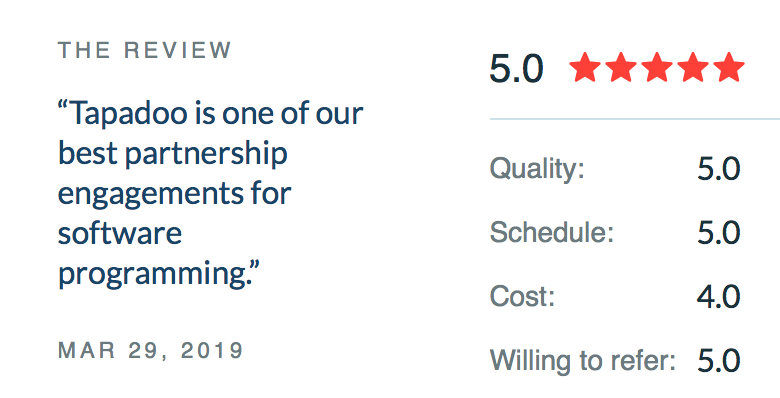 THE REVIEW
“Tapadoo is one of our
best partnership
engagements for
software
programming.”
MAR 29, 2019
5.0
Quality: 5.0
Schedule: 5.0
Cost: 4.0
Willing to refer: 5.0